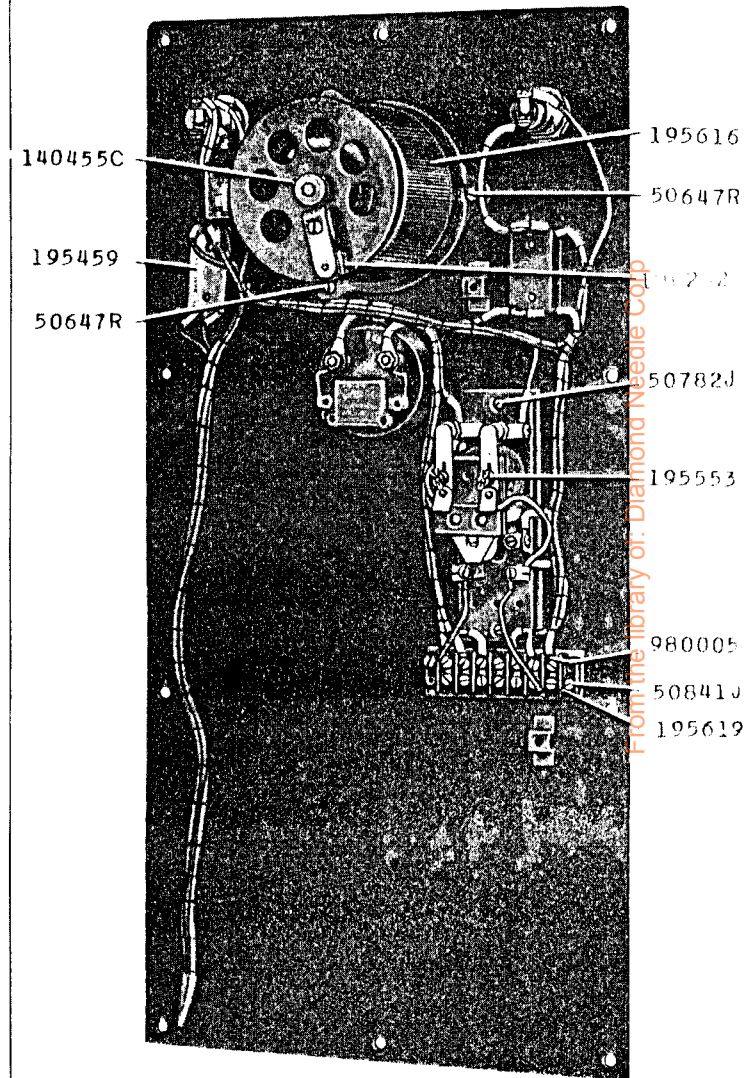 140455C
195459
50647R
195616
50647R
50782J
195553
980005
50841J
195619
From the library of: Diamond Needle Corp